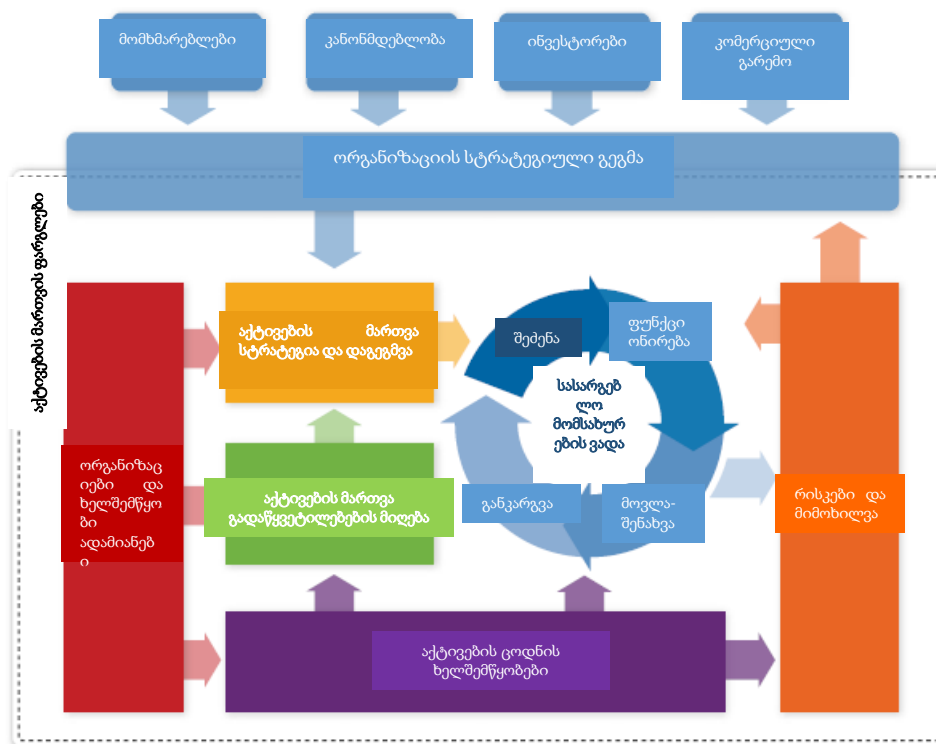 მომხმარებლები
კანონმდებლობა
ინვესტორები
კომერციული
გარემო
ორგანიზაციის სტრატეგიული გეგმა
აქტივების მართვის ფარგლები
აქტივების მართვა
სტრატეგია და დაგეგმვა
შეძენა
ფუნქცი
ონირება
სასარგებ
ლო
მომსახურ
ების ვადა
ორგანიზაც
იები და
ხელშემწყო
ბი
ადამიანებ
ი
აქტივების მართვა
გადაწყვეტილებების მიღება
განკარგვა
მოვლა-
შენახვა
რისკები და
მიმოხილვა
აქტივების ცოდნის
ხელშემწყობები